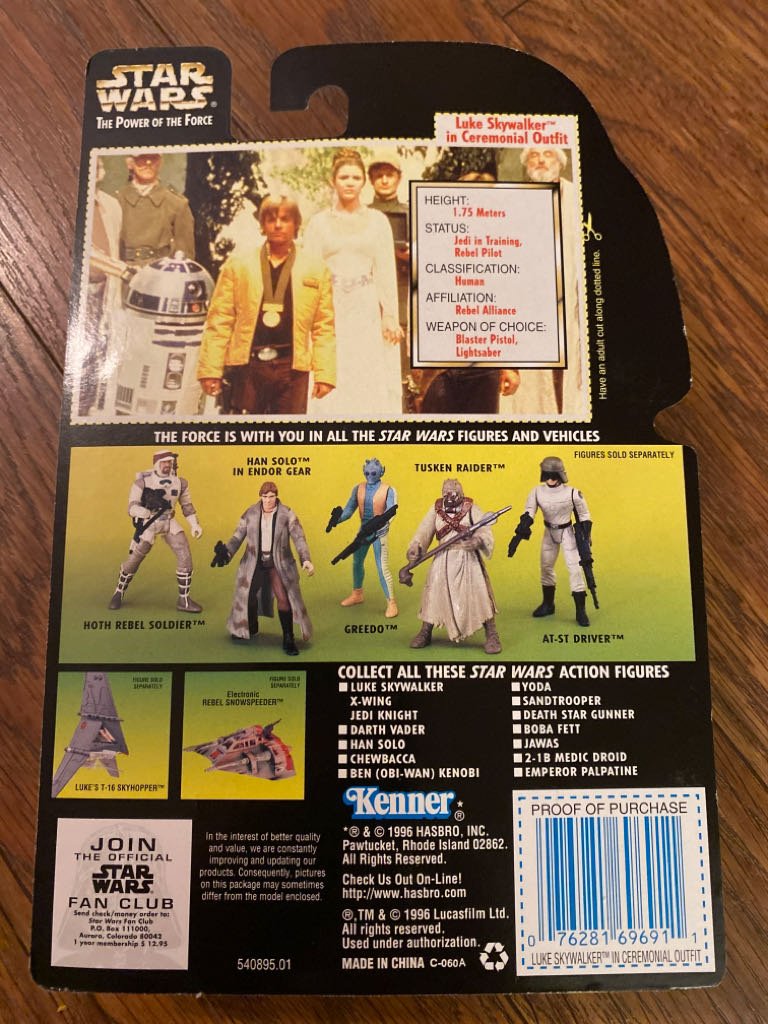 STAR
WARS®
THE POWER OF THE FORCE
Luke Skywalker™
in Ceremonial Outfit
HEIGHT:
1.75 Meters
STATUS:
Jedi in Training,
Rebel Pilot
CLASSIFICATION:
Human
AFFILIATION:
Rebel Alliance
WEAPON OF CHOICE:
Blaster Pistol,
Lightsaber
Have an adult cut along dotted line.
THE FORCE IS WITH YOU IN ALL THE STAR WARS FIGURES AND VEHICLES
FIGURES SOLD SEPARATELY
HAN SOLO™
IN ENDOR GEAR
TUSKEN RAIDER™
HOTH REBEL SOLDIER™
GREEDO™
AT-ST DRIVER™
FIGURE SOLD
SEPARATELY
LUKE'S T-16 SKYHOPPER™
FIGURE SOLD
SEPARATELY
Electronic
REBEL SNOWSPEEDER™
COLLECT ALL THESE STAR WARS ACTION FIGURES
LUKE SKYWALKER
X-WING
JEDI KNIGHT
DARTH VADER
HAN SOLO
CHEWBACCA
BEN (OBI-WAN) KENOBI
YODA
SANDTROOPER
DEATH STAR GUNNER
BOBA FETT
JAWAS
2-1B MEDIC DROID
EMPEROR PALPATINE
JOIN
THE OFFICIAL
STAR
WARS
FAN CLUB
Send check/money order to:
Star Wars Fan Club
P.O. Box 111000,
Aurora, Colorado 80042
1 year membership $ 12.95
In the interest of better quality
and value, we are constantly
improving and updating our
products. Consequently, pictures
on this package may sometimes
differ from the model enclosed.
540895.01
Kenner*®
*® & © 1996 HASBRO, INC.
Pawtucket, Rhode Island 02862.
All Rights Reserved.
Check Us Out On-Line!
http://www.hasbro.com
®,TM & © 1996 Lucasfilm Ltd.
All rights reserved.
Used under authorization.
MADE IN CHINA C-060A
PROOF OF PURCHASE
0 76281 69691 1
LUKE SKYWALKER™ IN CEREMONIAL OUTFIT